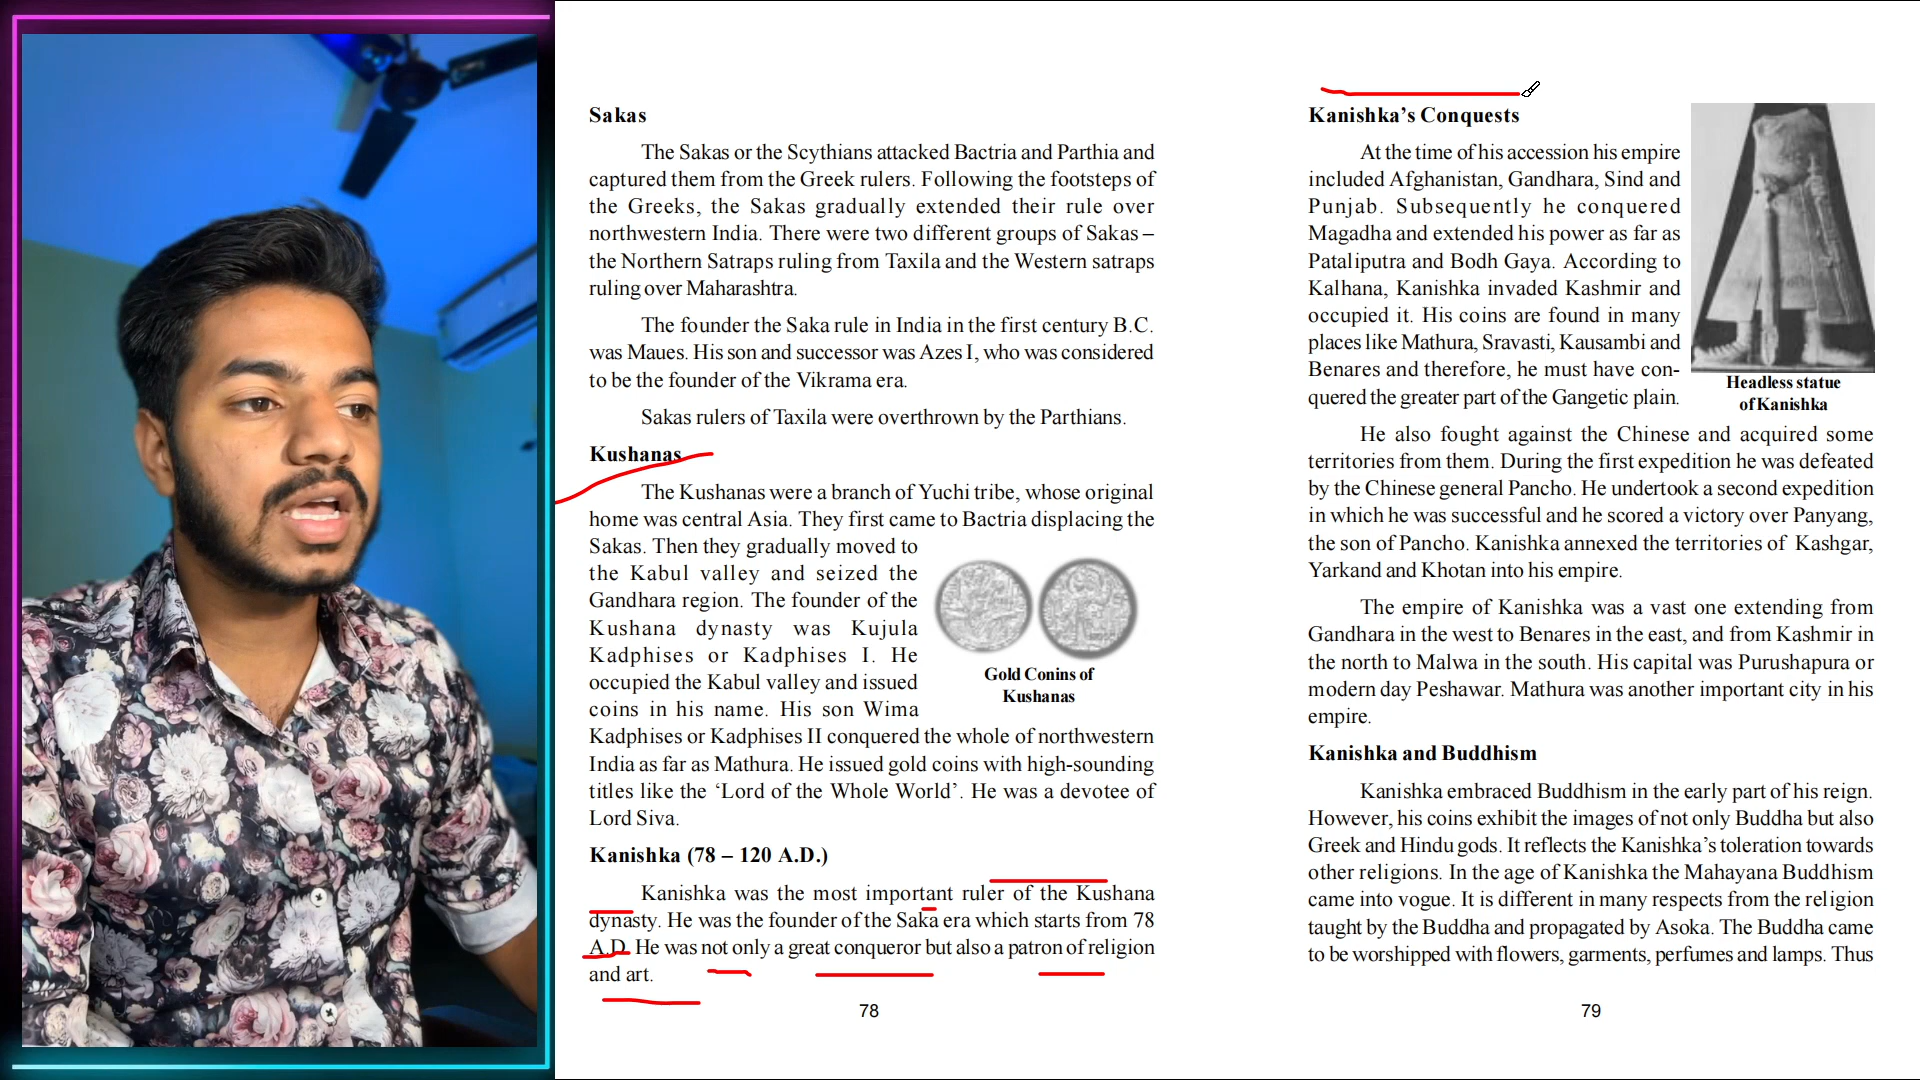 Sakas
The Sakas or the Scythians attacked Bactria and Parthia and
captured them from the Greek rulers. Following the footsteps of
the Greeks, the Sakas gradually extended their rule over
northwestern India. There were two different groups of Sakas –
the Northern Satraps ruling from Taxila and the Western satraps
ruling over Maharashtra.
The founder the Saka rule in India in the first century B.C.
was Maues. His son and successor was Azes I, who was considered
to be the founder of the Vikrama era.
Sakas rulers of Taxila were overthrown by the Parthians.
Kushanas
The Kushanas were a branch of Yuchi tribe, whose original
home was central Asia. They first came to Bactria displacing the
Sakas. Then they gradually moved to
the Kabul valley and seized the
Gandhara region. The founder of the
Kushana dynasty was Kujula
Kadphises or Kadphises I. He
occupied the Kabul valley and issued
coins in his name. His son Wima
Gold Conins of
Kushanas
Kadphises or Kadphises II conquered the whole of northwestern
India as far as Mathura. He issued gold coins with high-sounding
titles like the ‘Lord of the Whole World’. He was a devotee of
Lord Siva.
Kanishka (78 – 120 A.D.)
Kanishka was the most important ruler of the Kushana
dynasty. He was the founder of the Saka era which starts from 78
A.D. He was not only a great conqueror but also a patron of religion
and art.
78
Kanishka’s Conquests
At the time of his accession his empire
included Afghanistan, Gandhara, Sind and
Punjab. Subsequently he conquered
Magadha and extended his power as far as
Pataliputra and Bodh Gaya. According to
Kalhana, Kanishka invaded Kashmir and
occupied it. His coins are found in many
places like Mathura, Sravasti, Kausambi and
Benares and therefore, he must have con-
quered the greater part of the Gangetic plain.
Headless statue
of Kanishka
He also fought against the Chinese and acquired some
territories from them. During the first expedition he was defeated
by the Chinese general Pancho. He undertook a second expedition
in which he was successful and he scored a victory over Panyang,
the son of Pancho. Kanishka annexed the territories of Kashgar,
Yarkand and Khotan into his empire.
The empire of Kanishka was a vast one extending from
Gandhara in the west to Benares in the east, and from Kashmir in
the north to Malwa in the south. His capital was Purushapura or
modern day Peshawar. Mathura was another important city in his
empire.
Kanishka and Buddhism
Kanishka embraced Buddhism in the early part of his reign.
However, his coins exhibit the images of not only Buddha but also
Greek and Hindu gods. It reflects the Kanishka’s toleration towards
other religions. In the age of Kanishka the Mahayana Buddhism
came into vogue. It is different in many respects from the religion
taught by the Buddha and propagated by Asoka. The Buddha came
to be worshipped with flowers, garments, perfumes and lamps. Thus
79